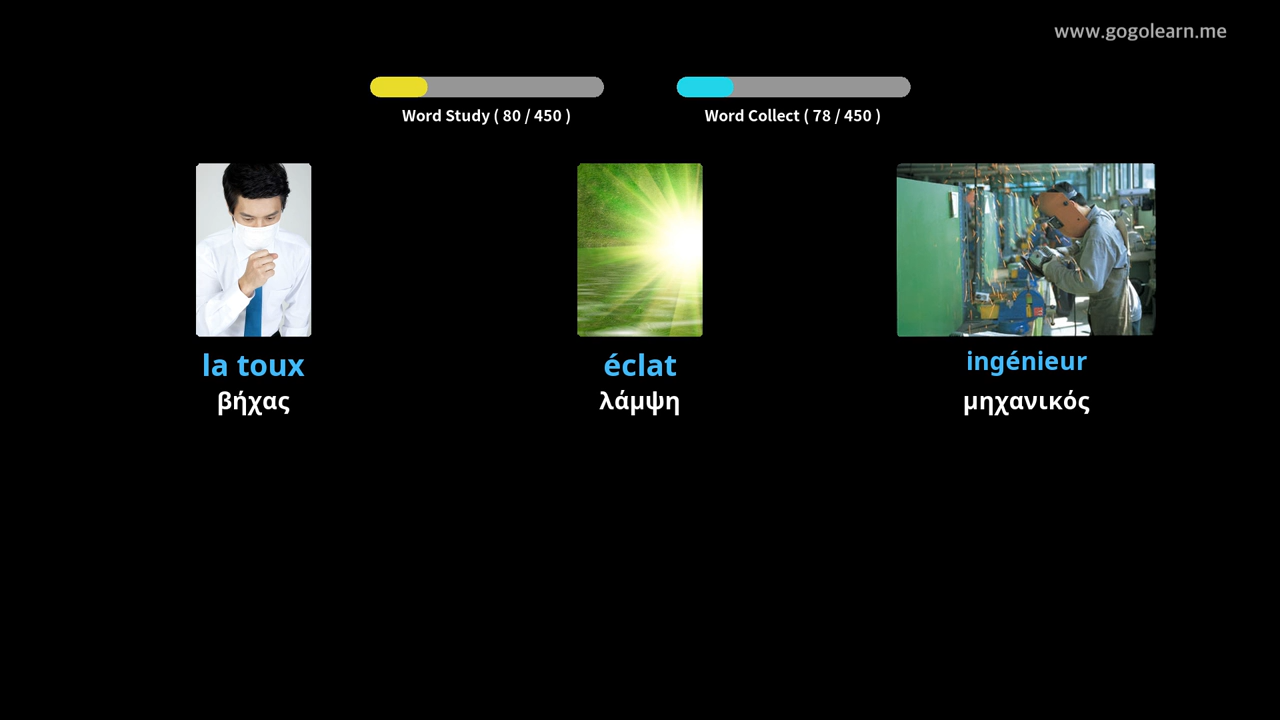 www.gogolearn.me
Word Study ( 80 / 450 )
Word Collect ( 78 / 450 )
la toux
éclat
ingénieur
βήχας
λάμψη
μηχανικός